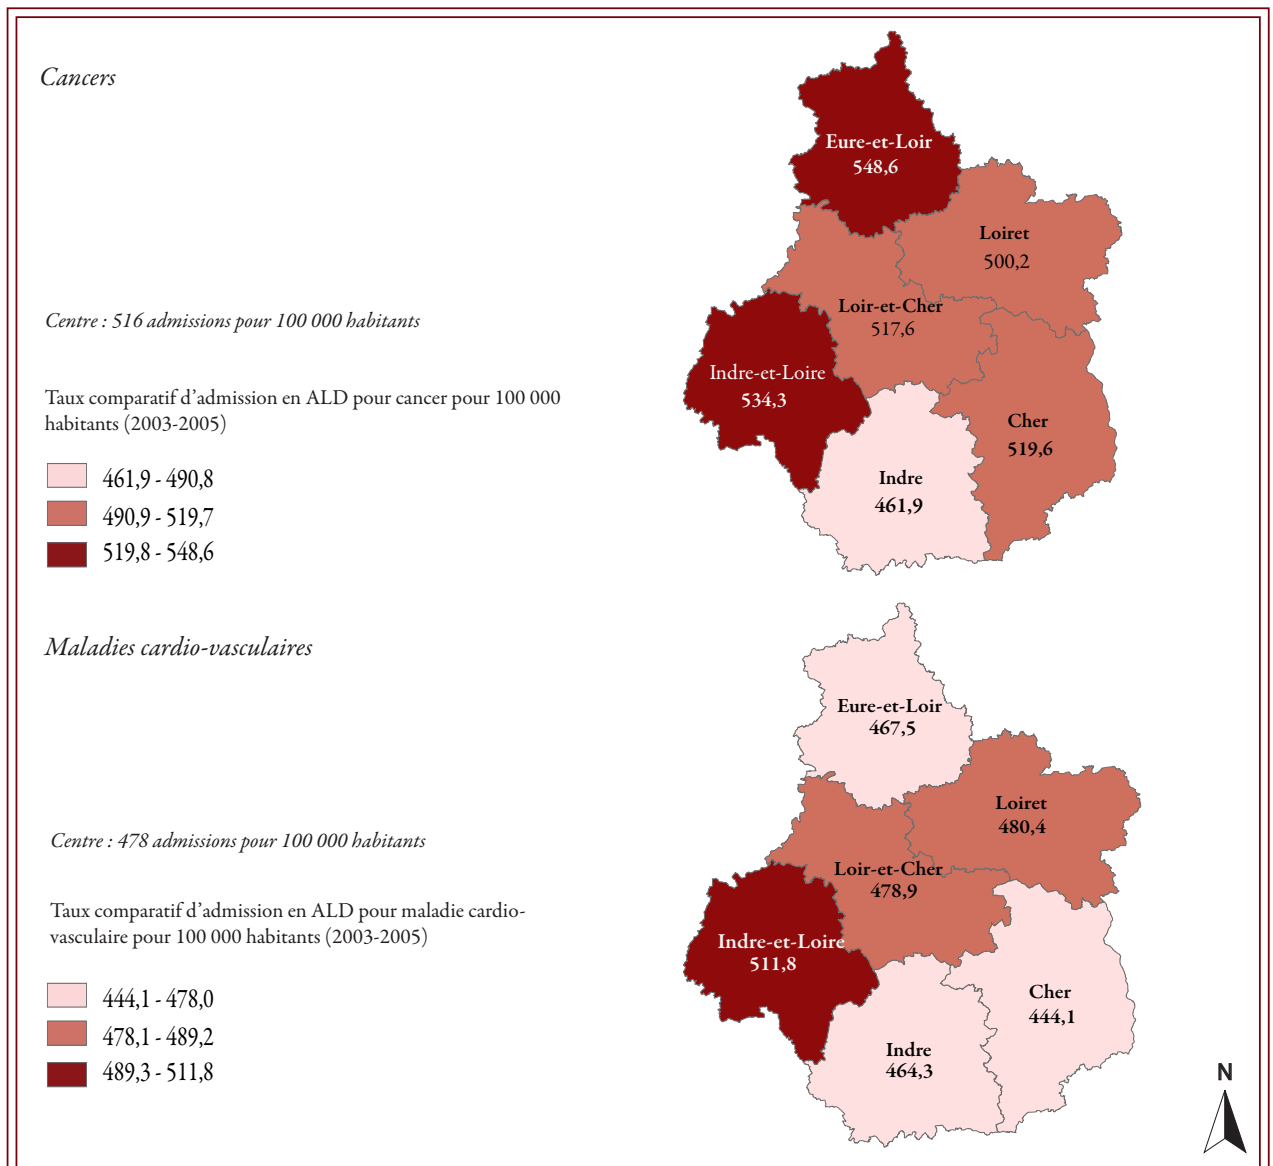 Cancers
Eure-et-Loir
548,6
Loiret
500,2
Loir-et-Cher
517,6
Centre : 516 admissions pour 100 000 habitants
Indre-et-Loire
534,3
Taux comparatif d’admission en ALD pour cancer pour 100 000
habitants (2003-2005)
Cher
519,6
Indre
461,9
461,9 - 490,8
490,9 - 519,7
519,8 - 548,6
Maladies cardio-vasculaires
Eure-et-Loir
467,5
Loiret
480,4
Centre : 478 admissions pour 100 000 habitants
Loir-et-Cher
478,9
Taux comparatif d’admission en ALD pour maladie cardio-
vasculaire pour 100 000 habitants (2003-2005)
Indre-et-Loire
511,8
Cher
444,1
Indre
464,3
444,1 - 478,0
478,1 - 489,2
489,3 - 511,8
N